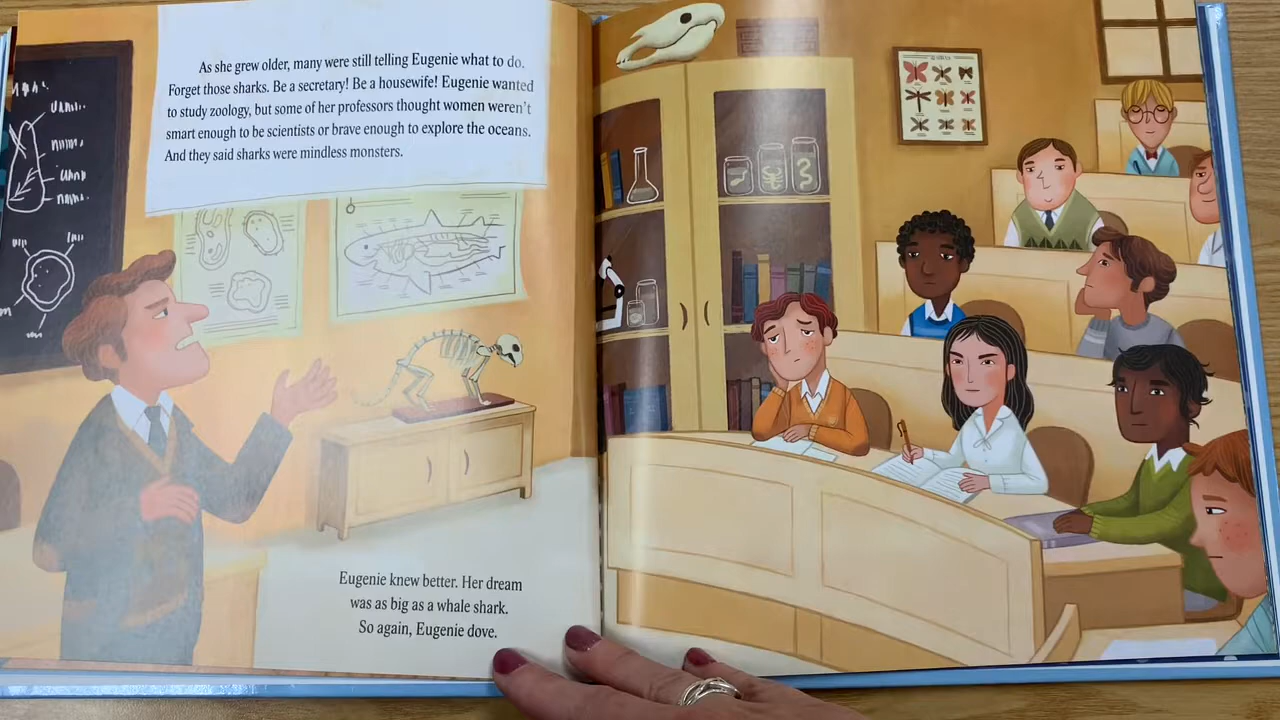 As she grew older, many were still telling Eugenie what to do.
Forget those sharks. Be a secretary! Be a housewife! Eugenie wanted
to study zoology, but some of her professors thought women weren't
smart enough to be scientists or brave enough to explore the oceans.
And they said sharks were mindless monsters.
Eugenie knew better. Her dream
was as big as a whale shark.
So again, Eugenie dove.